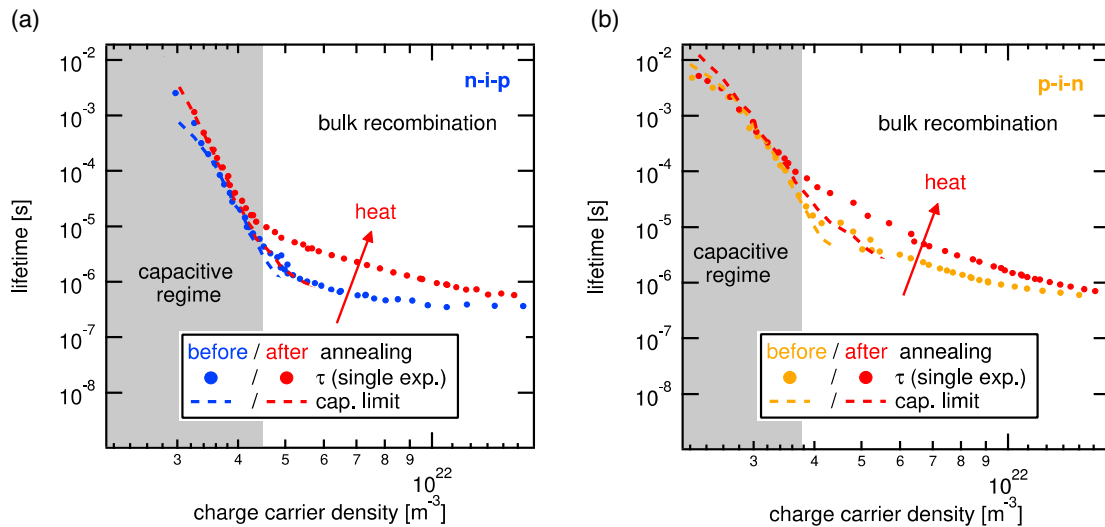 (a)
n-i-p
bulk recombination
heat
capacitive
regime
before / after annealing
/ τ (single exp.)
/ cap. limit
lifetime [s]
10-2
10-3
10-4
10-5
10-6
10-7
10-8
3 4 5 6 7 8 9
10^22
charge carrier density [m-3]
(b)
p-i-n
bulk recombination
heat
capacitive
regime
before / after annealing
/ τ (single exp.)
/ cap. limit
lifetime [s]
10-2
10-3
10-4
10-5
10-6
10-7
10-8
3 4 5 6 7 8 9
10^22
charge carrier density [m-3]